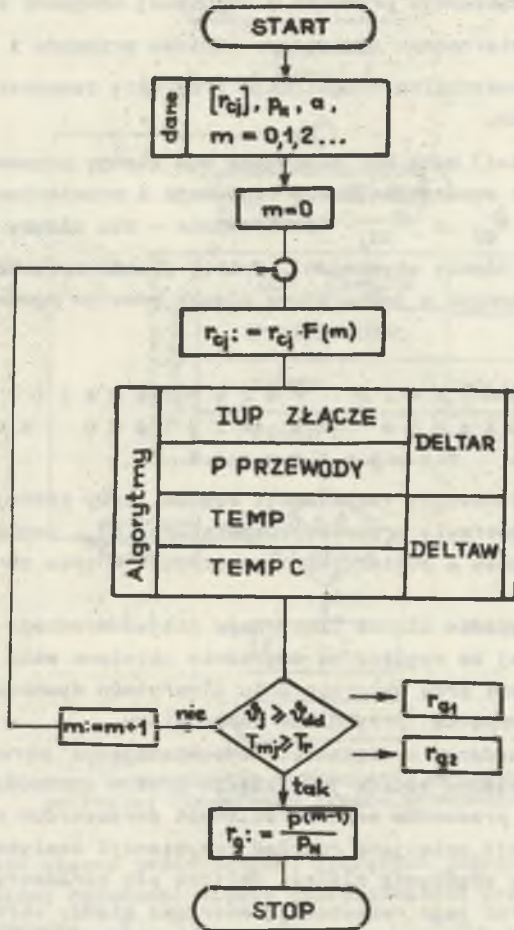 START
dane
[r_cj], p_N, a,
m = 0,1,2...
m=0
r_cj := r_cj · F(m)
Algorytmy
IUP ZŁĄCZE
P PRZEWODY
DELTAR
TEMP
TEMP C
DELTAW
m:=m+1
nie
ϑ_j ≥ ϑ_dd
T_mj ≥ T_r
r_g1
r_g2
tak
r_g := p^(m-1) / p_N
STOP